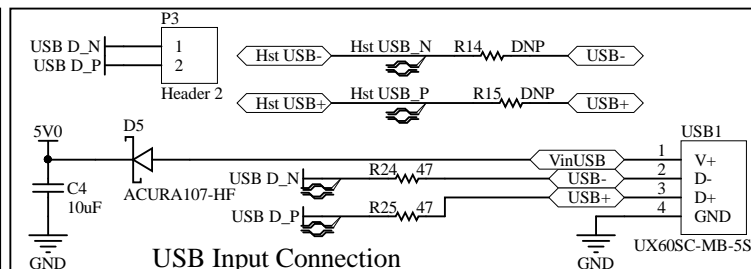 P3
USB D_N 1
USB D_P 2
Header 2
Hst USB- Hst USB_N R14 DNP USB-
Hst USB+ Hst USB_P R15 DNP USB+
5V0
D5
ACURA107-HF
C4
10uF
GND
USB1
VinUSB 1 V+
USB D_N R24 47 USB- 2 D-
USB+ 3 D+
USB D_P R25 47
4 GND
GND
UX60SC-MB-5S
USB Input Connection